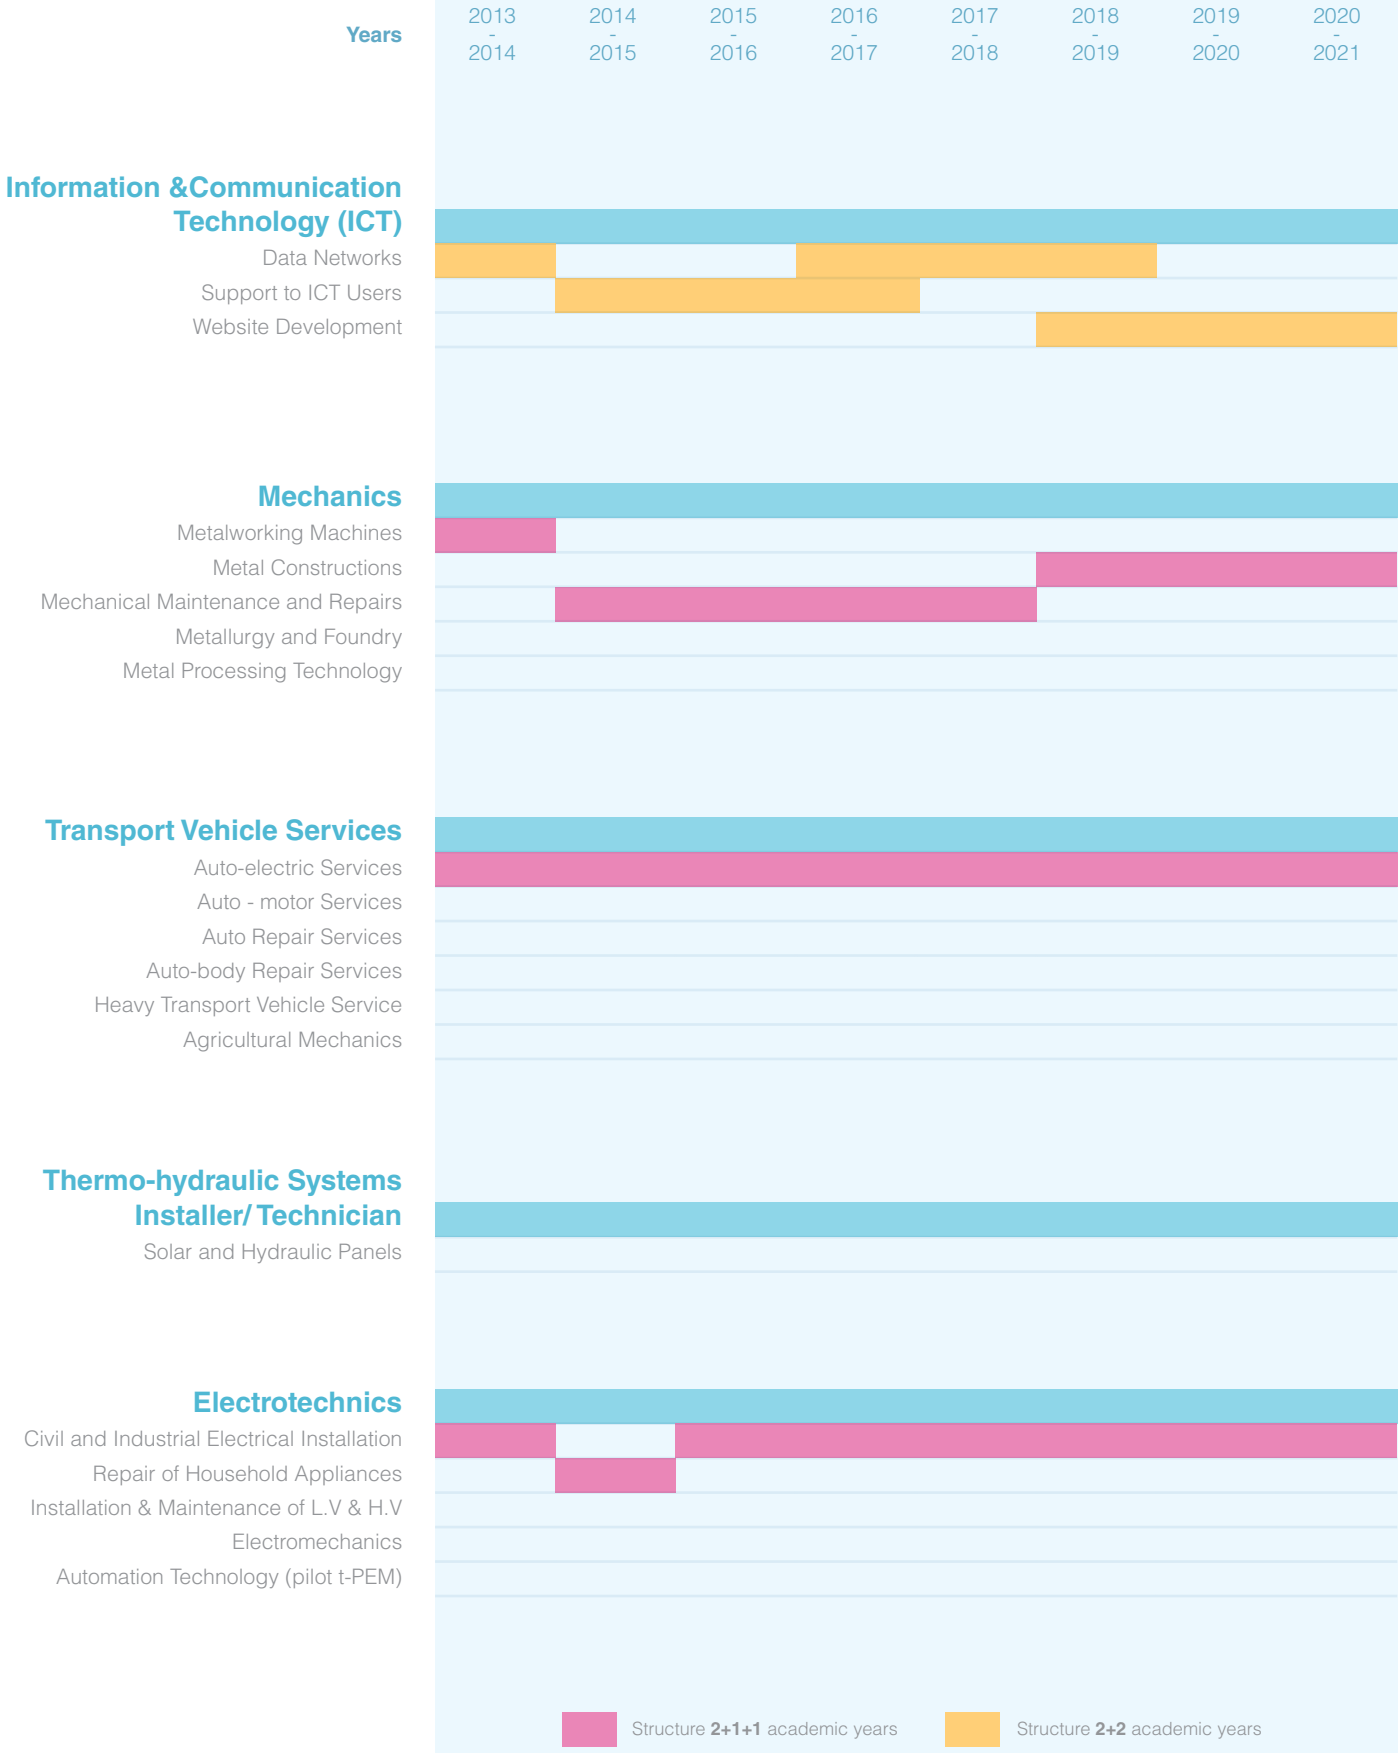 Years
2013 - 2014
2014 - 2015
2015 - 2016
2016 - 2017
2017 - 2018
2018 - 2019
2019 - 2020
2020 - 2021
Information &Communication
Technology (ICT)
Data Networks
Support to ICT Users
Website Development
Mechanics
Metalworking Machines
Metal Constructions
Mechanical Maintenance and Repairs
Metallurgy and Foundry
Metal Processing Technology
Transport Vehicle Services
Auto-electric Services
Auto - motor Services
Auto Repair Services
Auto-body Repair Services
Heavy Transport Vehicle Service
Agricultural Mechanics
Thermo-hydraulic Systems
Installer/ Technician
Solar and Hydraulic Panels
Electrotechnics
Civil and Industrial Electrical Installation
Repair of Household Appliances
Installation & Maintenance of L.V & H.V
Electromechanics
Automation Technology (pilot t-PEM)
Structure 2+1+1 academic years
Structure 2+2 academic years